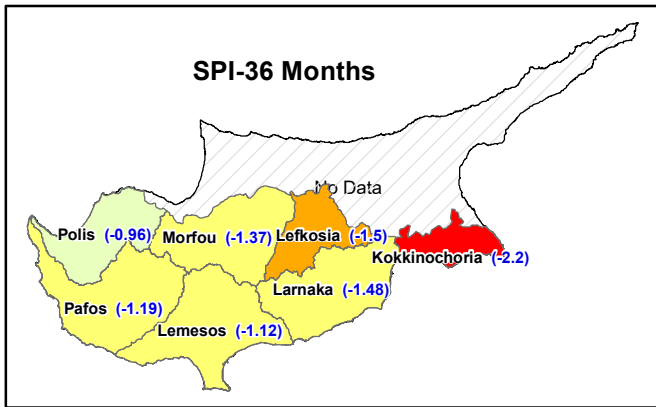 SPI-36 Months
No Data
Polis (-0.96)
Morfou (-1.37)
Lefkosia (-1.5)
Kokkinochoria (-2.2)
Pafos (-1.19)
Larnaka (-1.48)
Lemesos (-1.12)